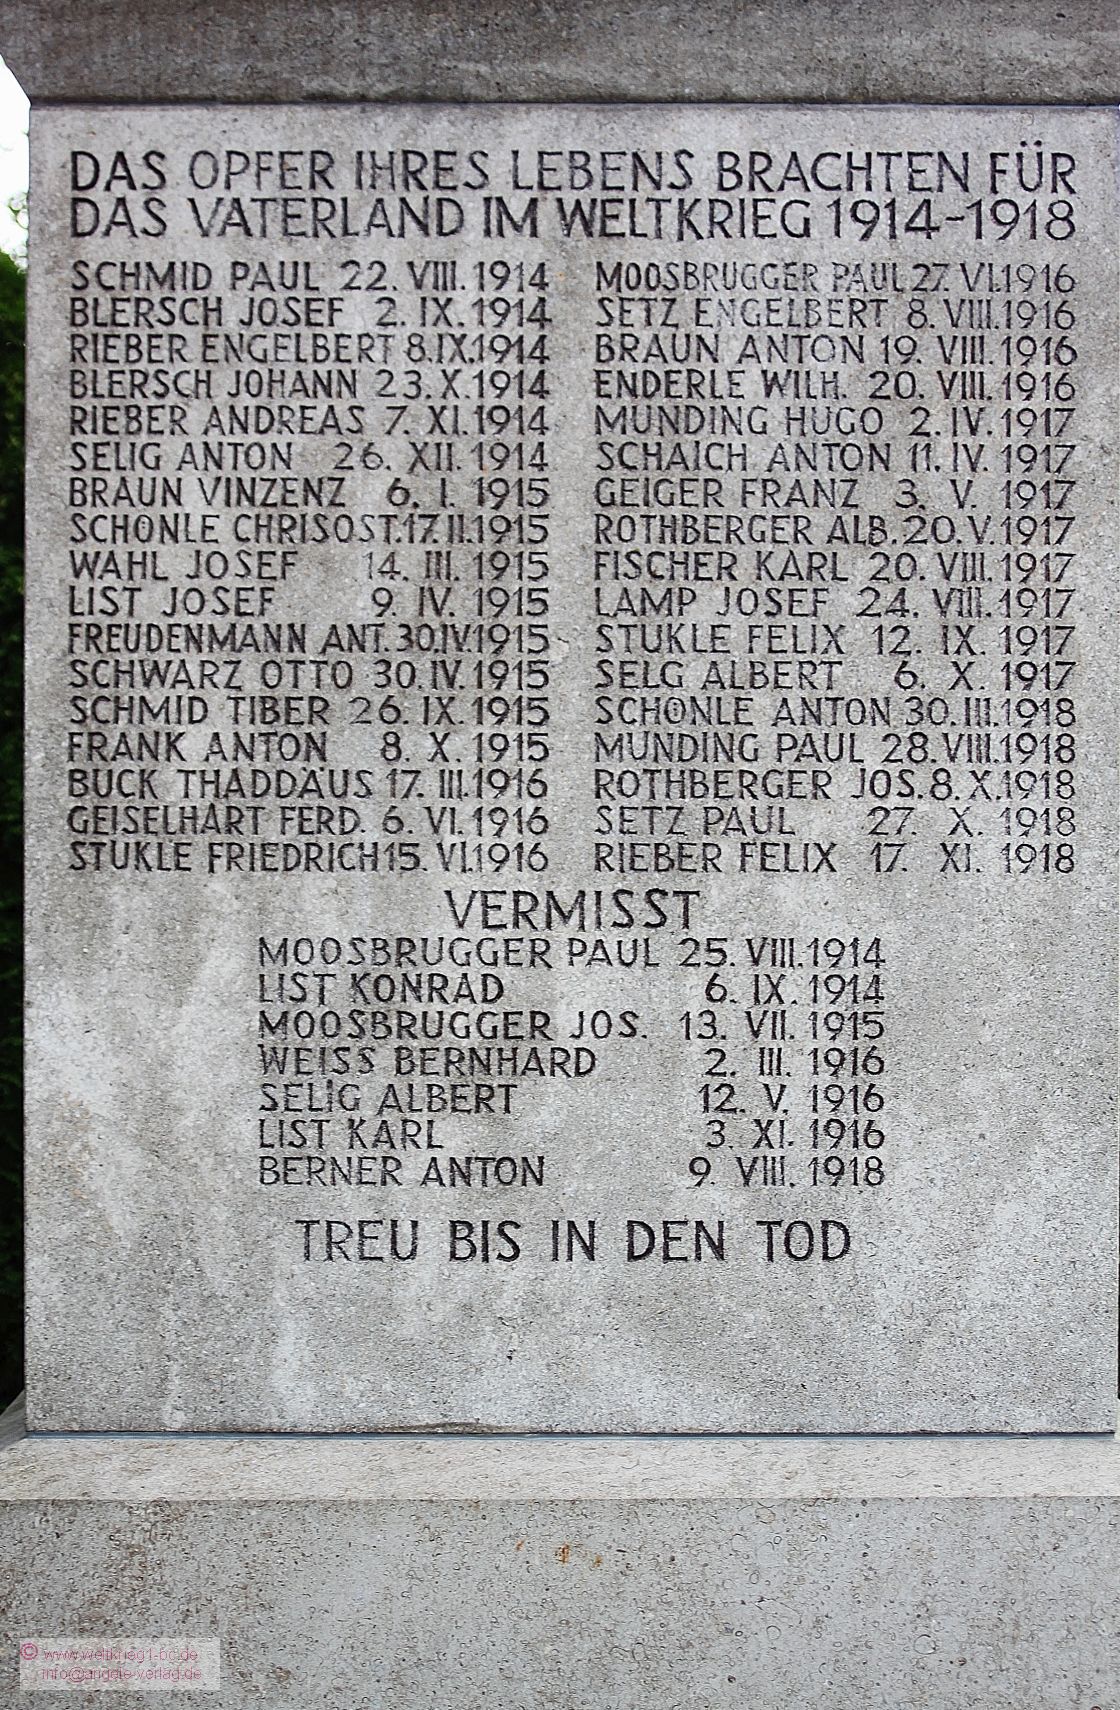 DAS OPFER IHRES LEBENS BRACHTEN FÜR
DAS VATERLAND IM WELTKRIEG 1914-1918
SCHMID PAUL 22. VIII. 1914
BLERSCH JOSEF 2. IX. 1914
RIEBER ENGELBERT 8.IX.1914
BLERSCH JOHANN 23. X. 1914
RIEBER ANDREAS 7. XI. 1914
SELIG ANTON 26. XII. 1914
BRAUN VINZENZ 6. I. 1915
SCHÖNLE CHRISOST.17.II.1915
WAHL JOSEF 14. III. 1915
LIST JOSEF 9. IV. 1915
FREUDENMANN ANT.30.IV.1915
SCHWARZ OTTO 30. IV. 1915
SCHMID TIBER 26. IX. 1915
FRANK ANTON 8. X. 1915
BUCK THADDÄUS 17. III.1916
GEISELHART FERD. 6. VI. 1916
STUKLE FRIEDRICH 15. VI.1916
MOOSBRUGGER PAUL 27. VI.1916
SETZ ENGELBERT 8. VIII. 1916
BRAUN ANTON 19. VIII. 1916
ENDERLE WILH. 20. VIII. 1916
MUNDING HUGO 2. IV. 1917
SCHAICH ANTON 11. IV. 1917
GEIGER FRANZ 3. V. 1917
ROTHBERGER ALB. 20. V. 1917
FISCHER KARL 20. VIII. 1917
LAMP JOSEF 24. VIII. 1917
STUKLE FELIX 12. IX. 1917
SELG ALBERT 6. X. 1917
SCHÖNLE ANTON 30. III. 1918
MUNDING PAUL 28. VIII. 1918
ROTHBERGER JOS. 8. X. 1918
SETZ PAUL 27. X. 1918
RIEBER FELIX 17. XI. 1918
VERMISST
MOOSBRUGGER PAUL 25. VIII. 1914
LIST KONRAD 6. IX. 1914
MOOSBRUGGER JOS. 13. VII. 1915
WEISS BERNHARD 2. III. 1916
SELIG ALBERT 12. V. 1916
LIST KARL 3. XI. 1916
BERNER ANTON 9. VIII. 1918
TREU BIS IN DEN TOD
© www.weltkrieg1-bc.de